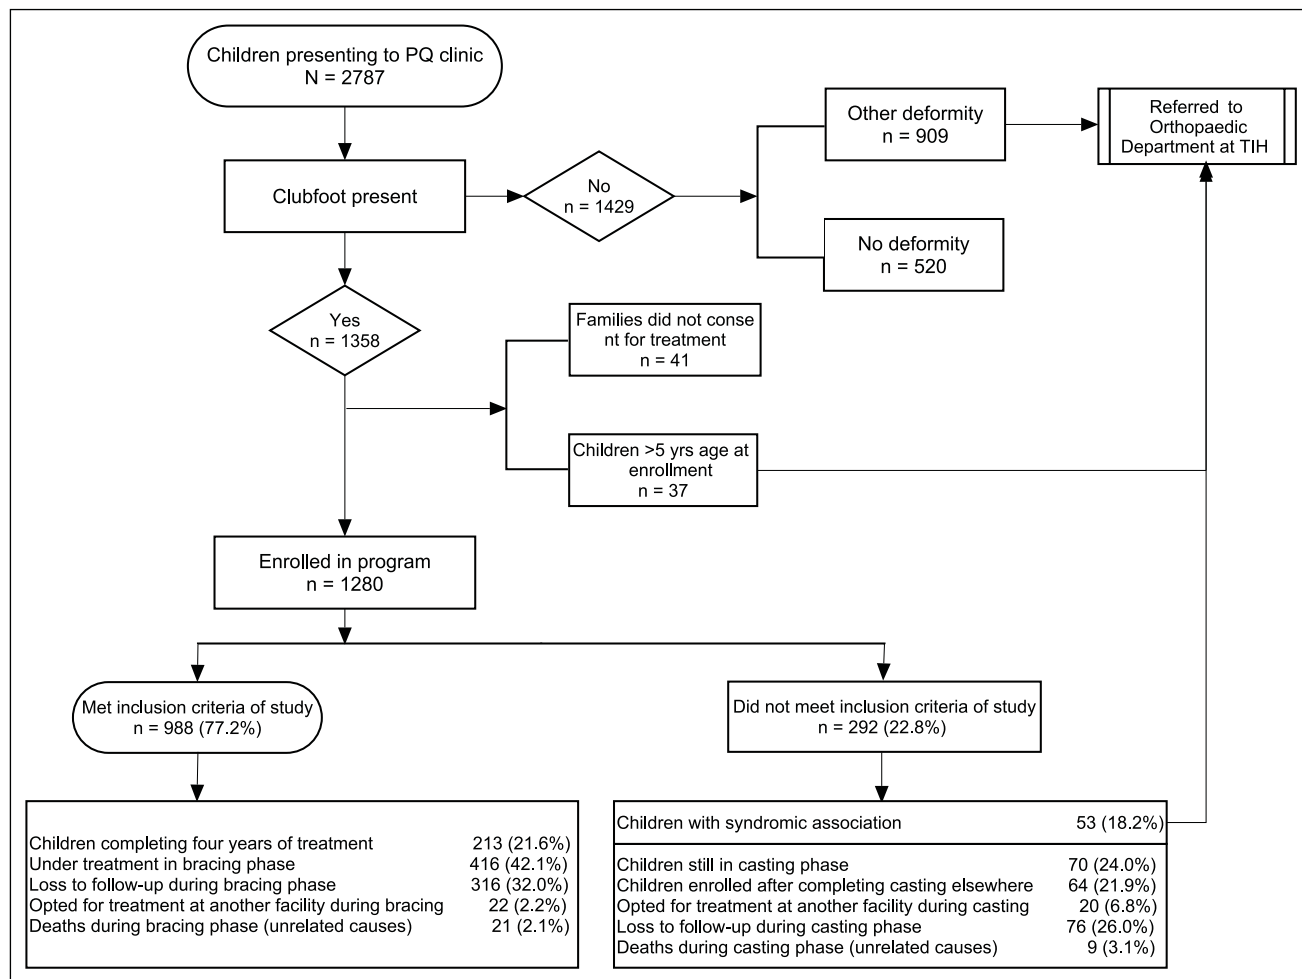 Children presenting to PQ clinic
N = 2787
Clubfoot present
No
n = 1429
Other deformity
n = 909
Referred to
Orthopaedic
Department at TIH
No deformity
n = 520
Yes
n = 1358
Families did not conse
nt for treatment
n = 41
Children >5 yrs age at
enrollment
n = 37
Enrolled in program
n = 1280
Met inclusion criteria of study
n = 988 (77.2%)
Did not meet inclusion criteria of study
n = 292 (22.8%)
Children completing four years of treatment 213 (21.6%)
Under treatment in bracing phase 416 (42.1%)
Loss to follow-up during bracing phase 316 (32.0%)
Opted for treatment at another facility during bracing 22 (2.2%)
Deaths during bracing phase (unrelated causes) 21 (2.1%)
Children with syndromic association 53 (18.2%)
Children still in casting phase 70 (24.0%)
Children enrolled after completing casting elsewhere 64 (21.9%)
Opted for treatment at another facility during casting 20 (6.8%)
Loss to follow-up during casting phase 76 (26.0%)
Deaths during casting phase (unrelated causes) 9 (3.1%)